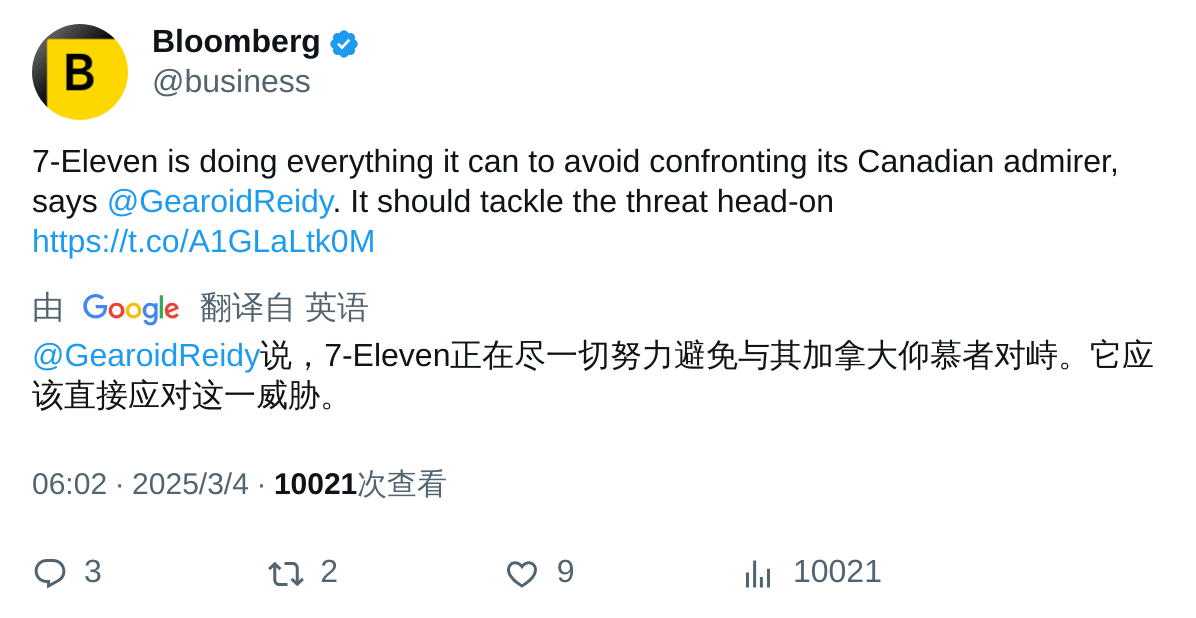 B
Bloomberg
@business
7-Eleven is doing everything it can to avoid confronting its Canadian admirer,
says @GearoidReidy. It should tackle the threat head-on
https://t.co/A1GLaLtk0M
由 Google 翻译自 英语
@GearoidReidy说，7-Eleven正在尽一切努力避免与其加拿大仰慕者对峙。它应
该直接应对这一威胁。
06:02 · 2025/3/4 · 10021次查看
3 2 9 10021